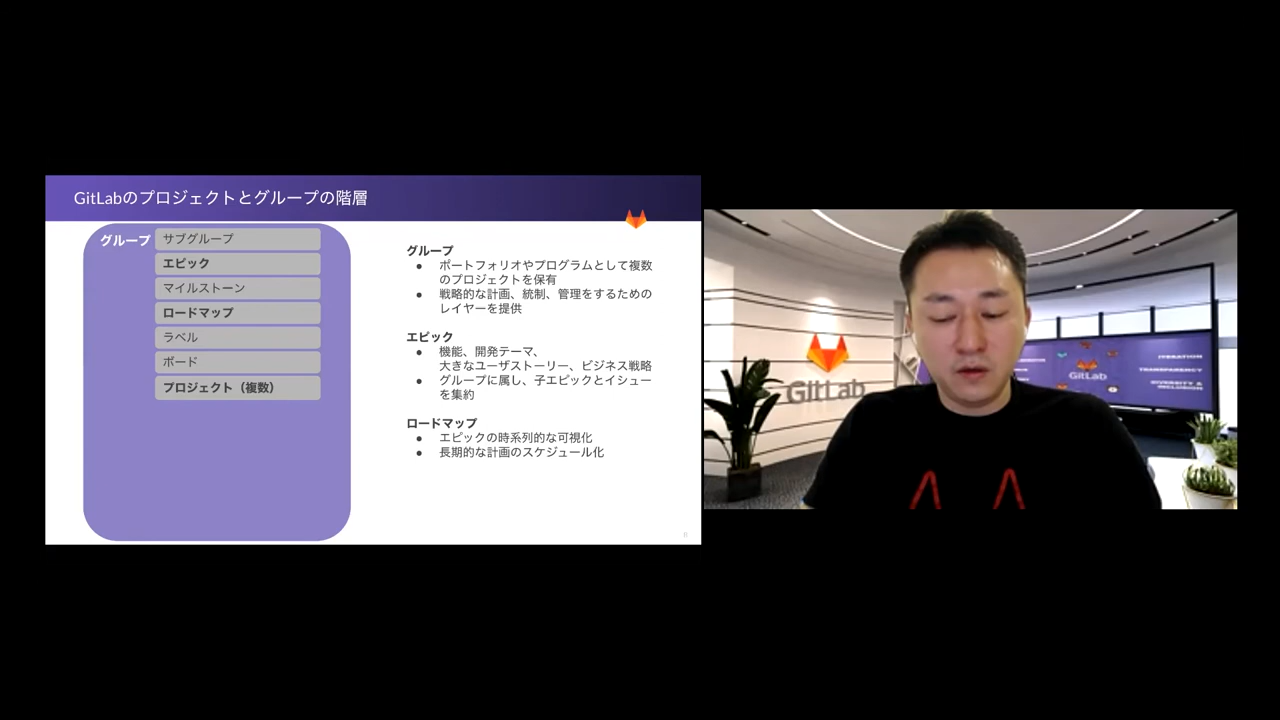 GitLabのプロジェクトとグループの階層
グループ
サブグループ
エピック
マイルストーン
ロードマップ
ラベル
ボード
プロジェクト（複数）
グループ
● ポートフォリオやプログラムとして複数
のプロジェクトを保有
● 戦略的な計画、統制、管理をするための
レイヤーを提供
エピック
● 機能、開発テーマ、
大きなユーザストーリー、ビジネス戦略
● グループに属し、子エピックとイシュー
を集約
ロードマップ
● エピックの時系列的な可視化
● 長期的な計画のスケジュール化
GitLab
GitLab
ITERATION
TRANSPARENCY
DIVERSITY &
INCLUSION